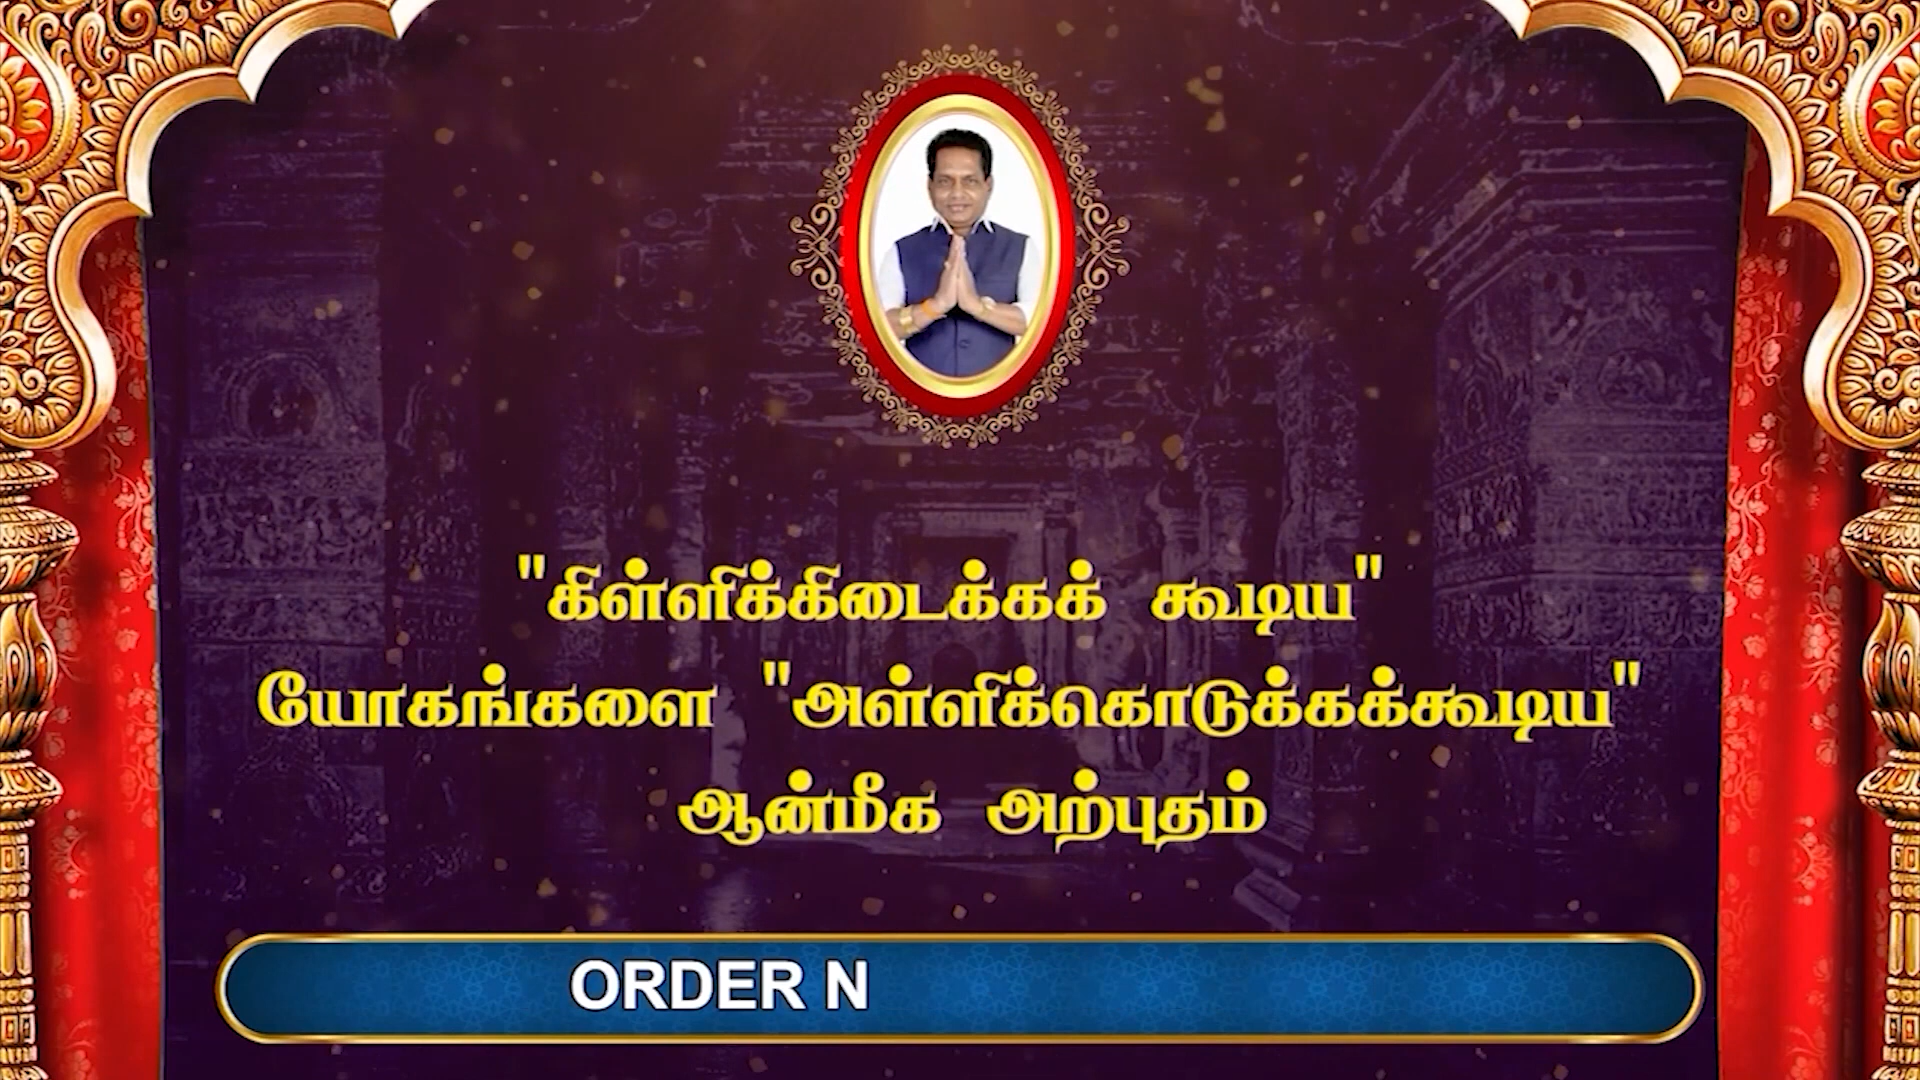 "கிள்ளிக்கிடைக்கக் கூடிய"
யோகங்களை "அள்ளிக்கொடுக்கக்கூடிய"
ஆன்மீக அற்புதம்
ORDER N